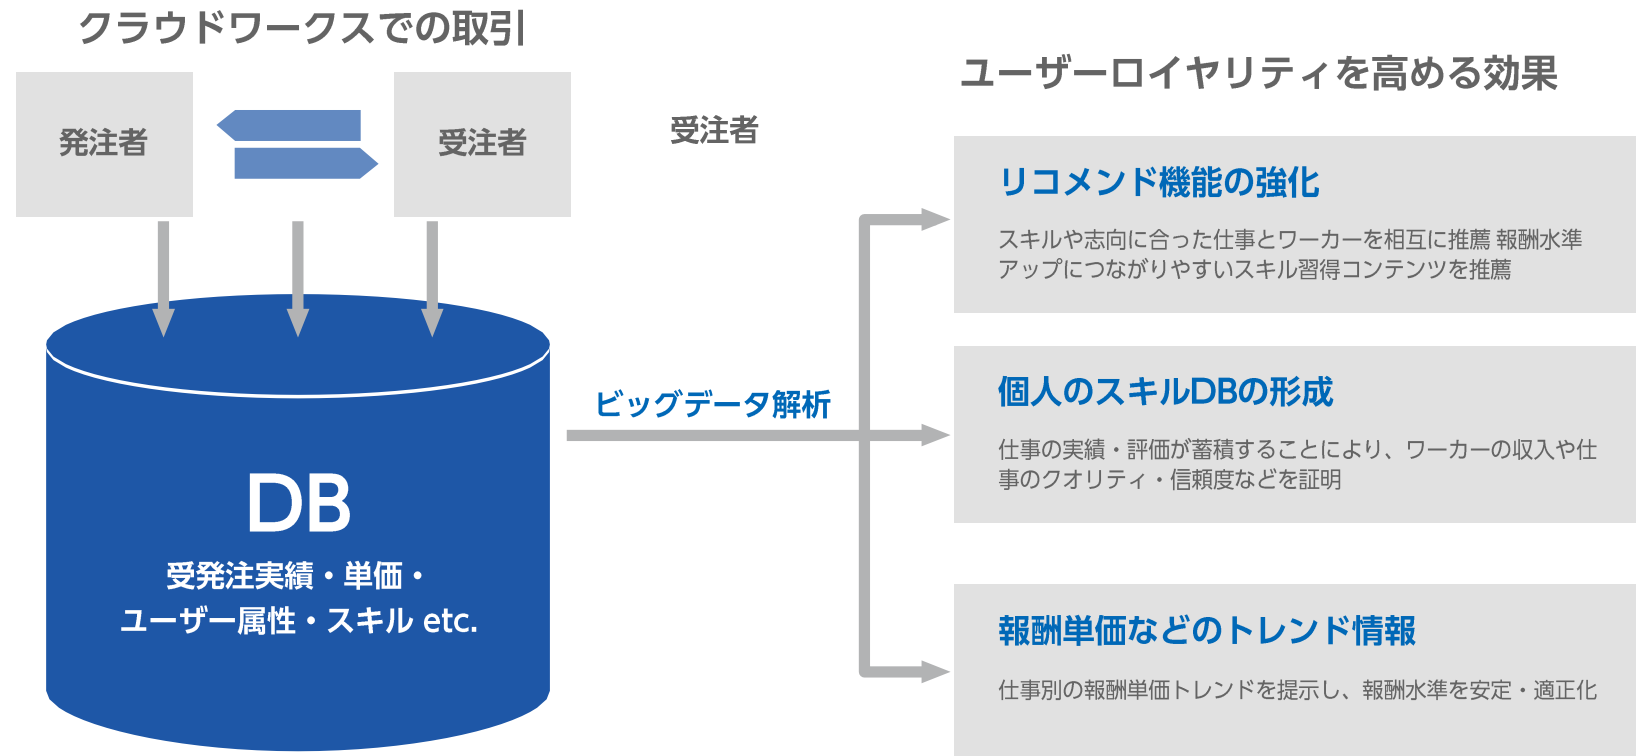 クラウドワークスでの取引
発注者
受注者
受注者
DB
受発注実績・単価・
ユーザー属性・スキル etc.
ビッグデータ解析
ユーザーロイヤリティを高める効果
リコメンド機能の強化
スキルや志向に合った仕事とワーカーを相互に推薦 報酬水準
アップにつながりやすいスキル習得コンテンツを推薦
個人のスキルDBの形成
仕事の実績・評価が蓄積することにより、ワーカーの収入や仕
事のクオリティ・信頼度などを証明
報酬単価などのトレンド情報
仕事別の報酬単価トレンドを提示し、報酬水準を安定・適正化